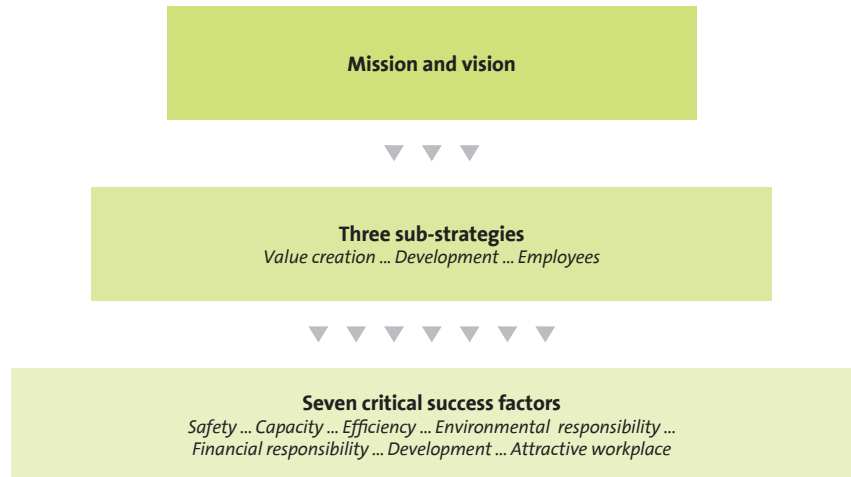 Mission and vision
Three sub-strategies
Value creation ... Development ... Employees
Seven critical success factors
Safety ... Capacity ... Efficiency ... Environmental responsibility ...
Financial responsibility ... Development ... Attractive workplace